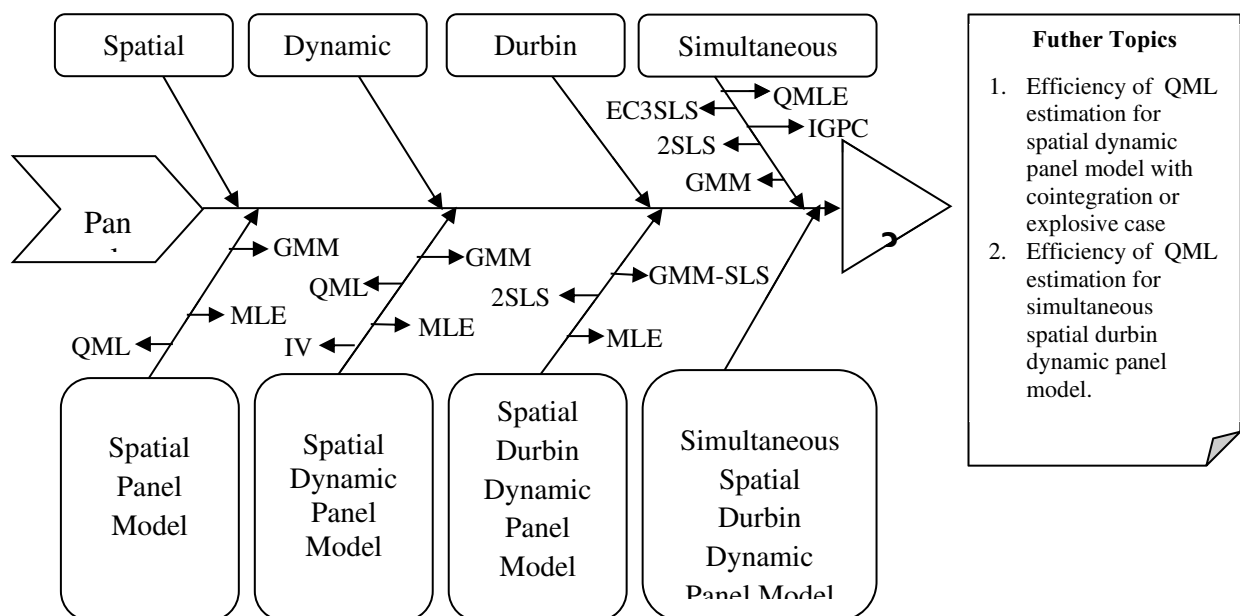 Spatial
Dynamic
Durbin
Simultaneous
QMLE
EC3SLS
IGPC
2SLS
GMM
Pan
GMM
MLE
QML
GMM
QML
MLE
IV
GMM-SLS
2SLS
MLE
Spatial
Panel
Model
Spatial
Dynamic
Panel
Model
Spatial
Durbin
Dynamic
Panel
Model
Simultaneous
Spatial
Durbin
Dynamic
Panel Model
Futher Topics
1. Efficiency of QML
estimation for
spatial dynamic
panel model with
cointegration or
explosive case
2. Efficiency of QML
estimation for
simultaneous
spatial durbin
dynamic panel
model.